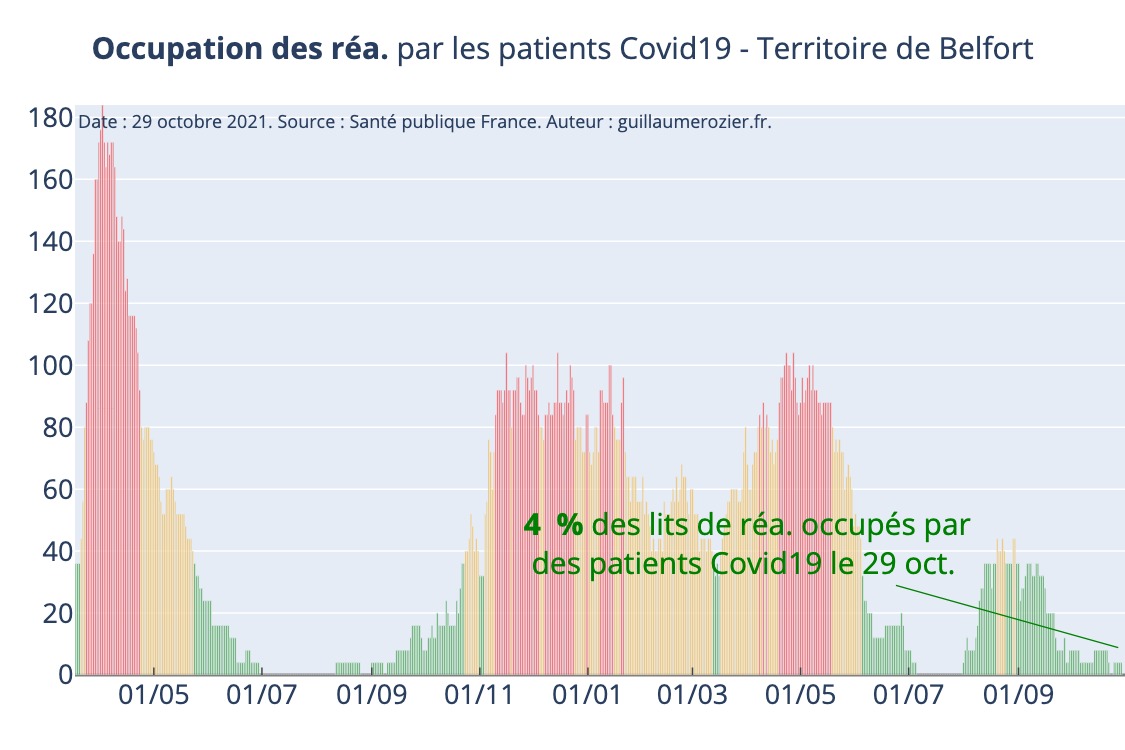 Occupation des réa. par les patients Covid19 - Territoire de Belfort
180
Date : 29 octobre 2021. Source : Santé publique France. Auteur : guillaumerozier.fr.
160
140
120
100
80
60
4 % des lits de réa. occupés par
des patients Covid19 le 29 oct.
40
20
0
01/05 01/07 01/09 01/11 01/01 01/03 01/05 01/07 01/09